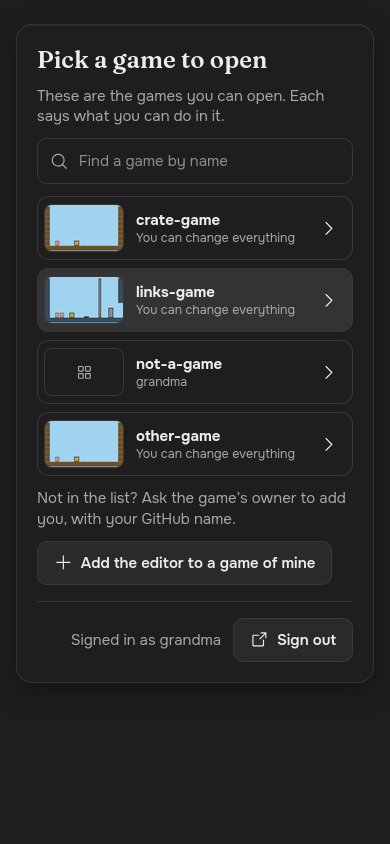 Pick a game to open
These are the games you can open. Each
says what you can do in it.
Find a game by name
crate-game
You can change everything
links-game
You can change everything
not-a-game
grandma
other-game
You can change everything
Not in the list? Ask the game’s owner to add
you, with your GitHub name.
Add the editor to a game of mine
Signed in as grandma
Sign out